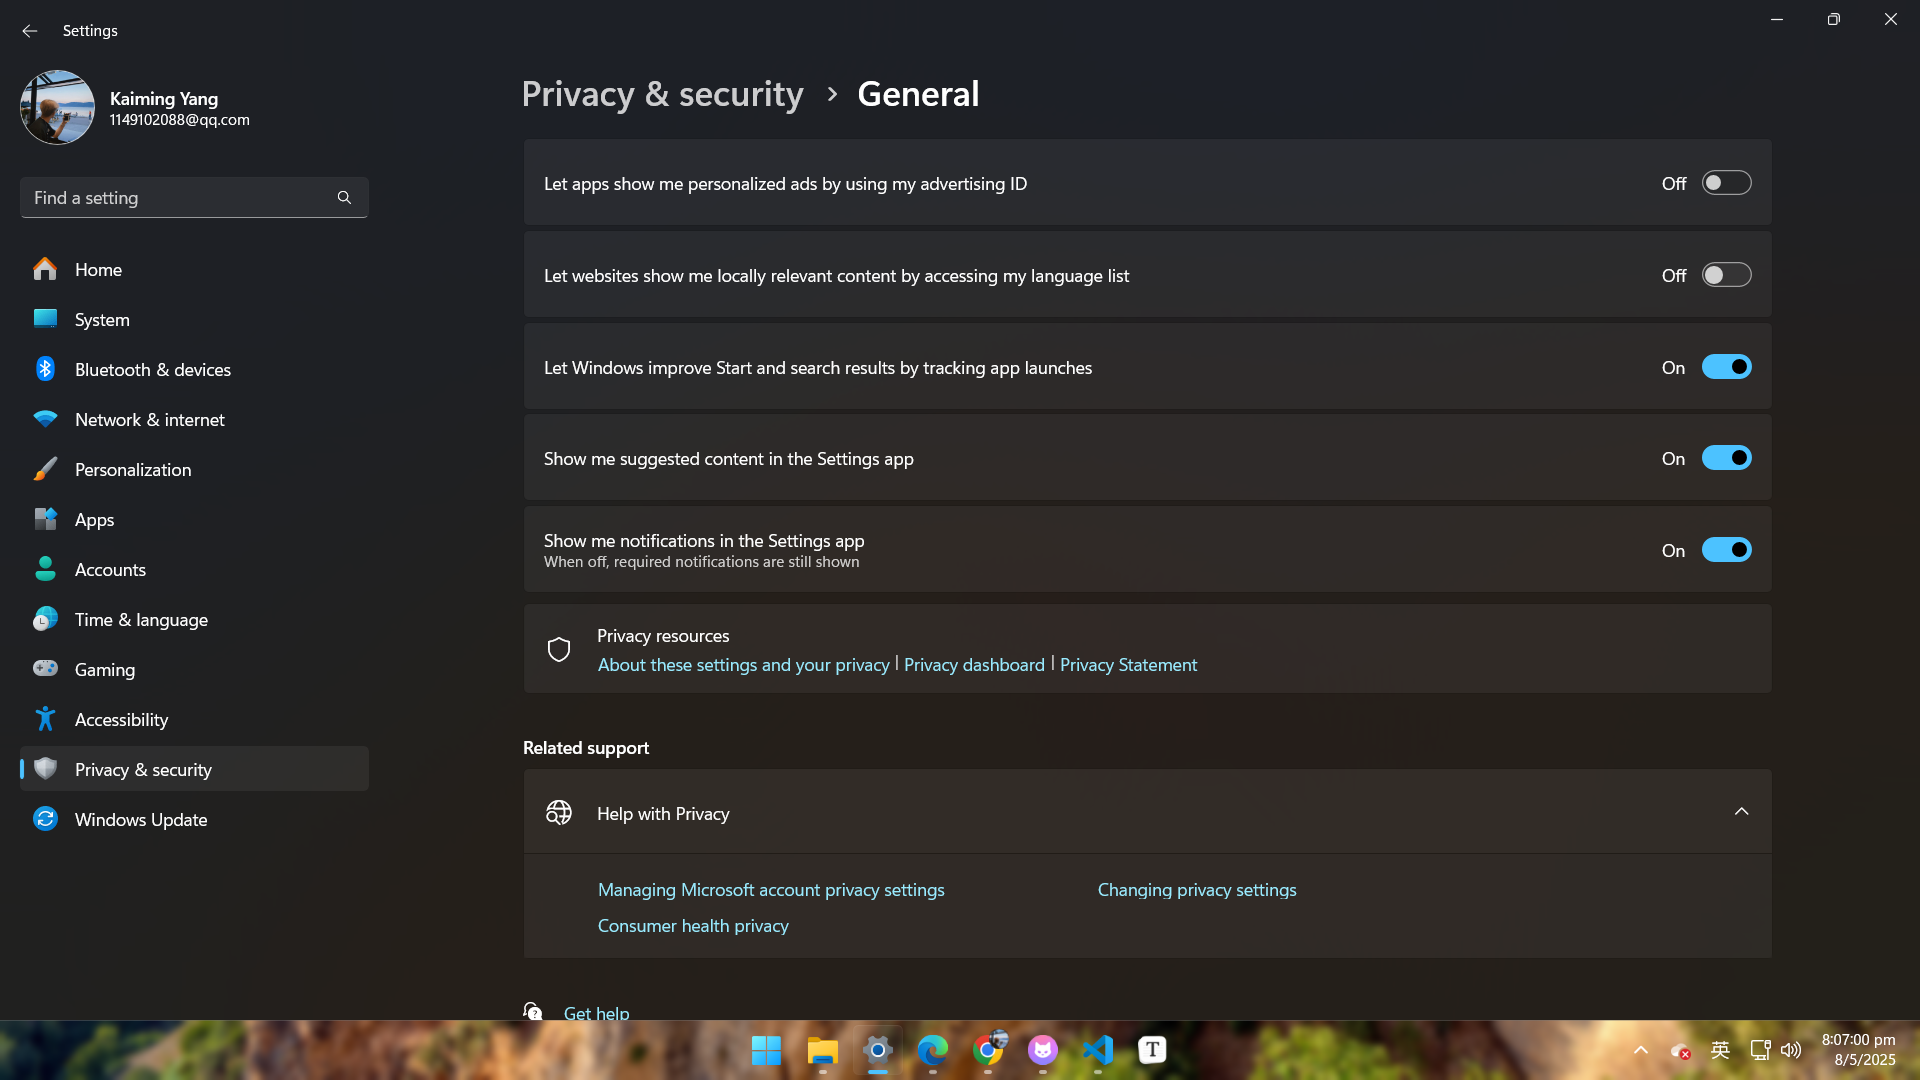 Settings
Kaiming Yang
1149102088@qq.com
Find a setting
Home
System
Bluetooth & devices
Network & internet
Personalization
Apps
Accounts
Time & language
Gaming
Accessibility
Privacy & security
Windows Update
Privacy & security › General
Let apps show me personalized ads by using my advertising ID
Off
Let websites show me locally relevant content by accessing my language list
Off
Let Windows improve Start and search results by tracking app launches
On
Show me suggested content in the Settings app
On
Show me notifications in the Settings app
When off, required notifications are still shown
On
Privacy resources
About these settings and your privacy | Privacy dashboard | Privacy Statement
Related support
Help with Privacy
Managing Microsoft account privacy settings
Changing privacy settings
Consumer health privacy
Get help
T
英
8:07:00 pm
8/5/2025